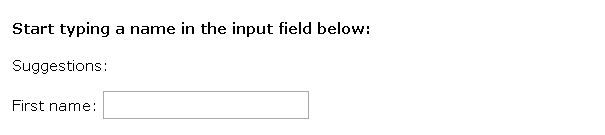 Start typing a name in the input field below:
Suggestions:
First name: